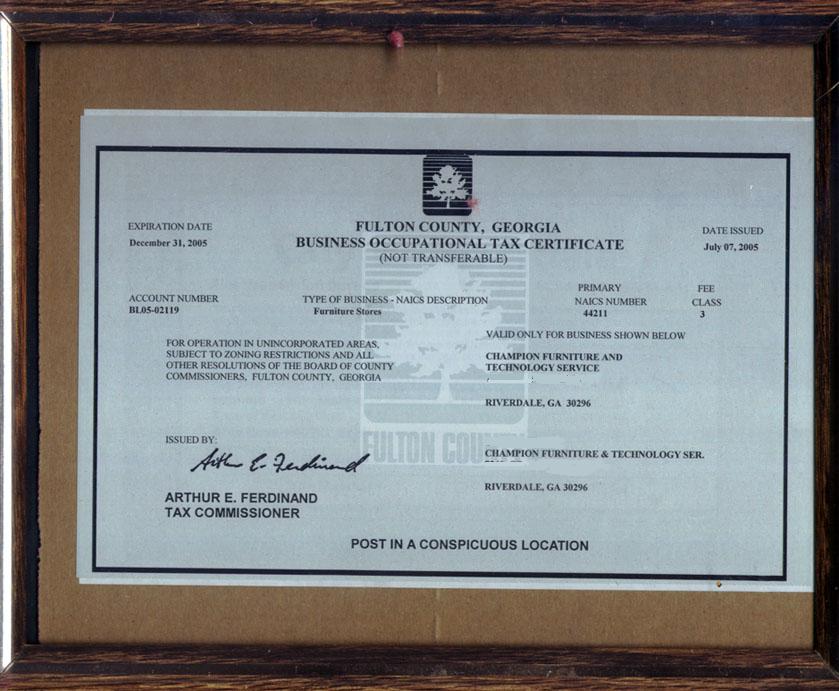 FULTON COUNTY, GEORGIA
BUSINESS OCCUPATIONAL TAX CERTIFICATE
(NOT TRANSFERABLE)
EXPIRATION DATE
December 31, 2005
DATE ISSUED
July 07, 2005
ACCOUNT NUMBER
BL05-02119
TYPE OF BUSINESS - NAICS DESCRIPTION
Furniture Stores
PRIMARY
NAICS NUMBER
44211
FEE
CLASS
3
FOR OPERATION IN UNINCORPORATED AREAS,
SUBJECT TO ZONING RESTRICTIONS AND ALL
OTHER RESOLUTIONS OF THE BOARD OF COUNTY
COMMISSIONERS, FULTON COUNTY, GEORGIA
VALID ONLY FOR BUSINESS SHOWN BELOW
CHAMPION FURNITURE AND
TECHNOLOGY SERVICE
RIVERDALE, GA 30296
FULTON COUNTY
ISSUED BY:
Arthur E. Ferdinand
ARTHUR E. FERDINAND
TAX COMMISSIONER
CHAMPION FURNITURE & TECHNOLOGY SER.
RIVERDALE, GA 30296
POST IN A CONSPICUOUS LOCATION